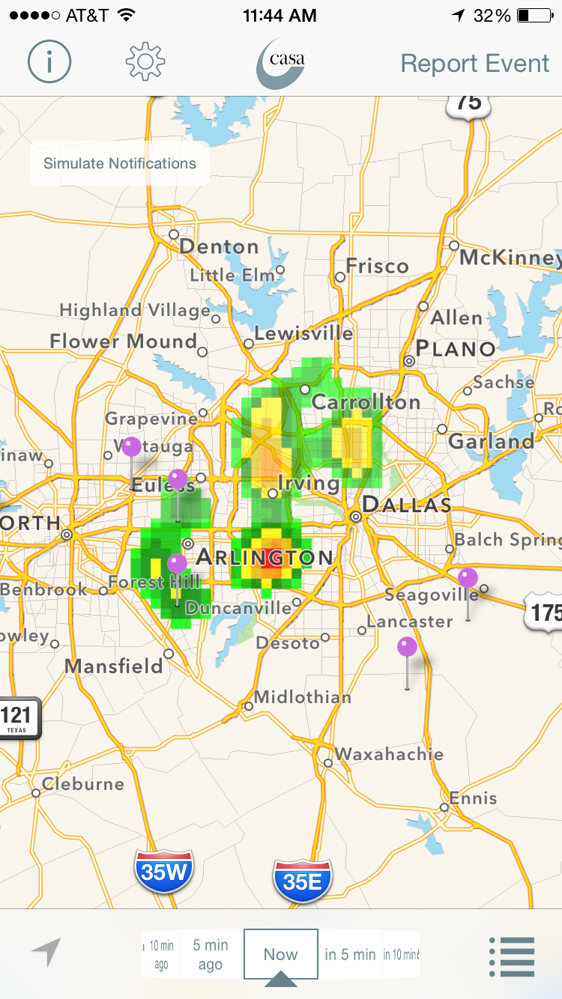 AT&T 11:44 AM 32%
i casa Report Event
75
Simulate Notifications
Denton
McKinney
Little Elm
Frisco
Highland Village
Allen
Lewisville
Flower Mound
PLANO
Sachse
Carrollton
Grapevine
Garland
Euless
Irving
DALLAS
ORTH
Balch Spring
ARLINGTON
Forest Hill
Benbrook
Seagoville
Duncanville
175
Lancaster
owley
Desoto
Mansfield
Midlothian
121
TEXAS
Waxahachie
Cleburne
Ennis
35W
35E
10 min
ago
5 min
ago
Now
in 5 min
in 10 min